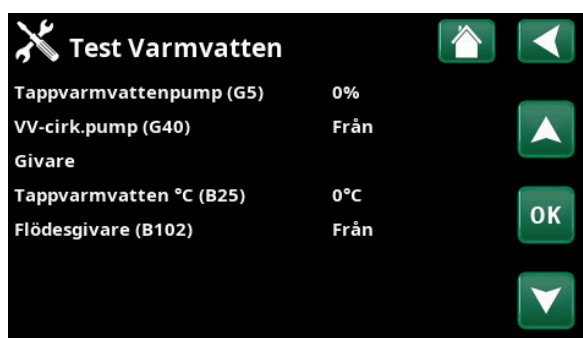 Test Varmvatten
Tappvarmvattenpump (G5) 0%
VV-cirk.pump (G40) Från
Givare
Tappvarmvatten °C (B25) 0°C
Flödesgivare (B102) Från
OK